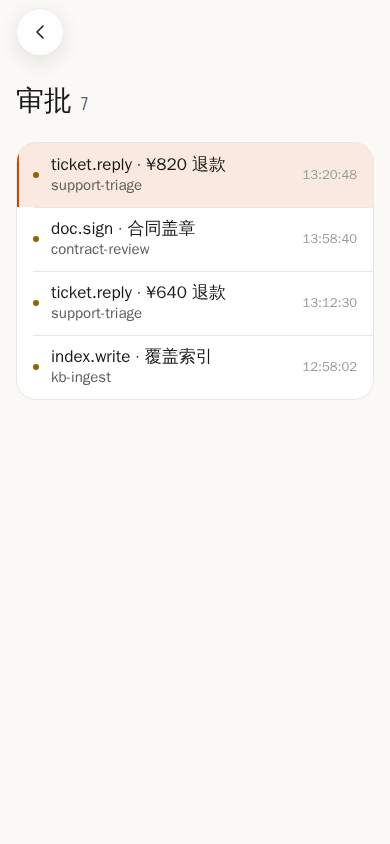 审批 7
ticket.reply · ¥820 退款
support-triage
13:20:48
doc.sign · 合同盖章
contract-review
13:58:40
ticket.reply · ¥640 退款
support-triage
13:12:30
index.write · 覆盖索引
kb-ingest
12:58:02